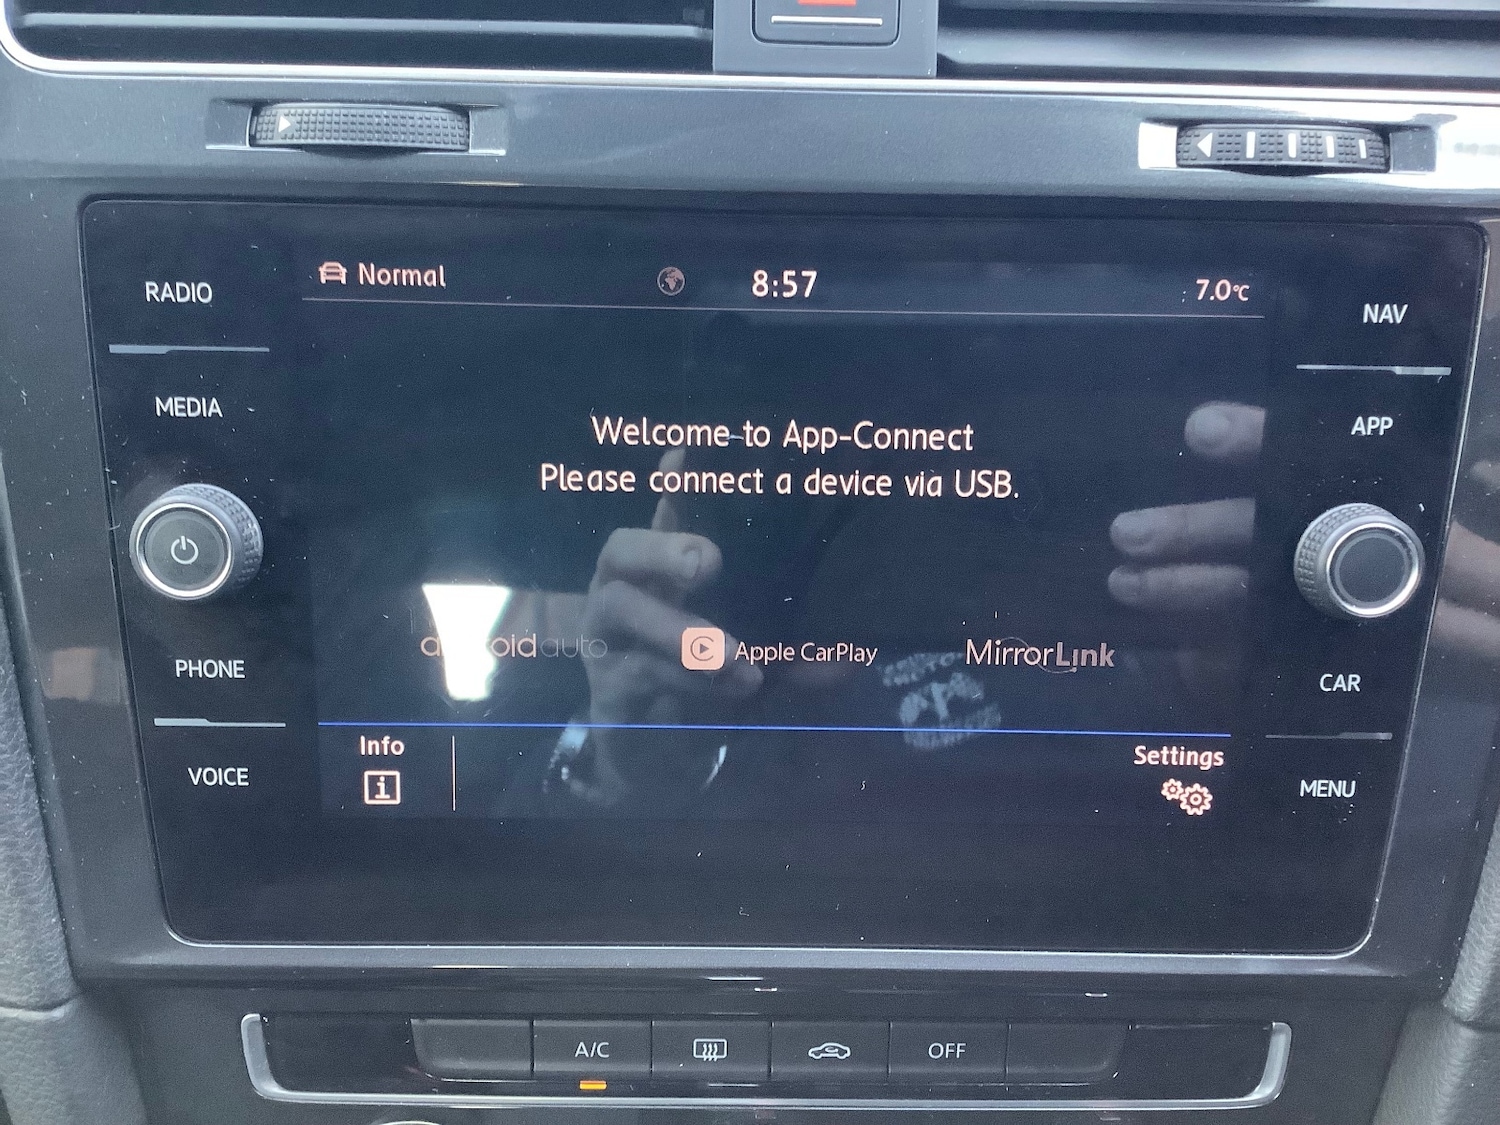 Normal
8:57
7.0°C
RADIO
NAV
MEDIA
APP
Welcome to App-Connect
Please connect a device via USB.
androidauto
Apple CarPlay
MirrorLink
PHONE
CAR
Info
Settings
VOICE
MENU
A/C
OFF